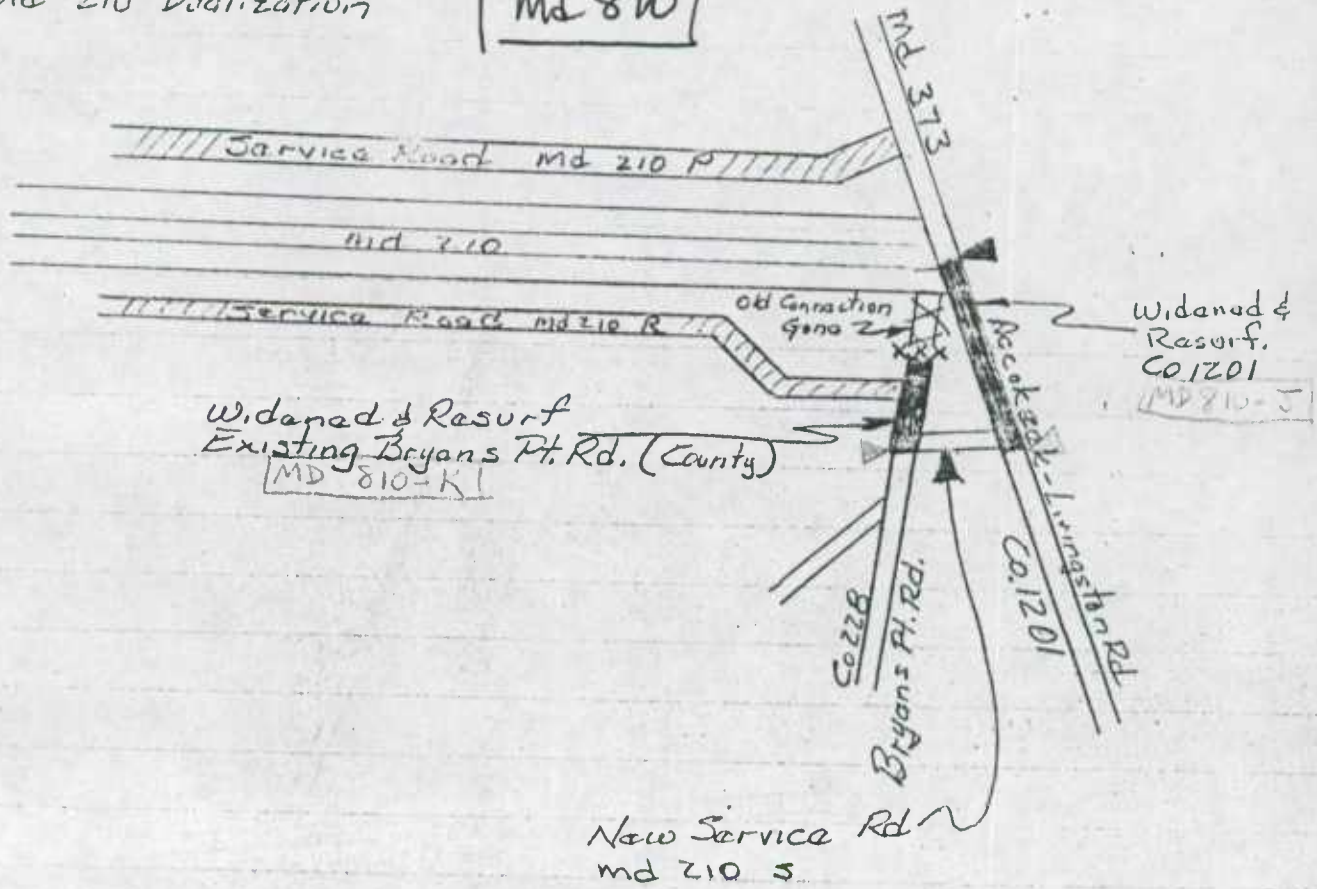 210 Dualization
Md 810
Md 373
Service Road Md 210 P
Md 210
Old Connection
Gone
Service Road Md 210 R
Widened &
Resurf.
Co 1201
MD 810-J
Widened & Resurf
Existing Bryans Pt. Rd. (County)
MD 810-K1
Accokeek-Livingston Rd
Co. 1201
Co 228
Bryans Pt. Rd.
New Service Rd
md 210 S